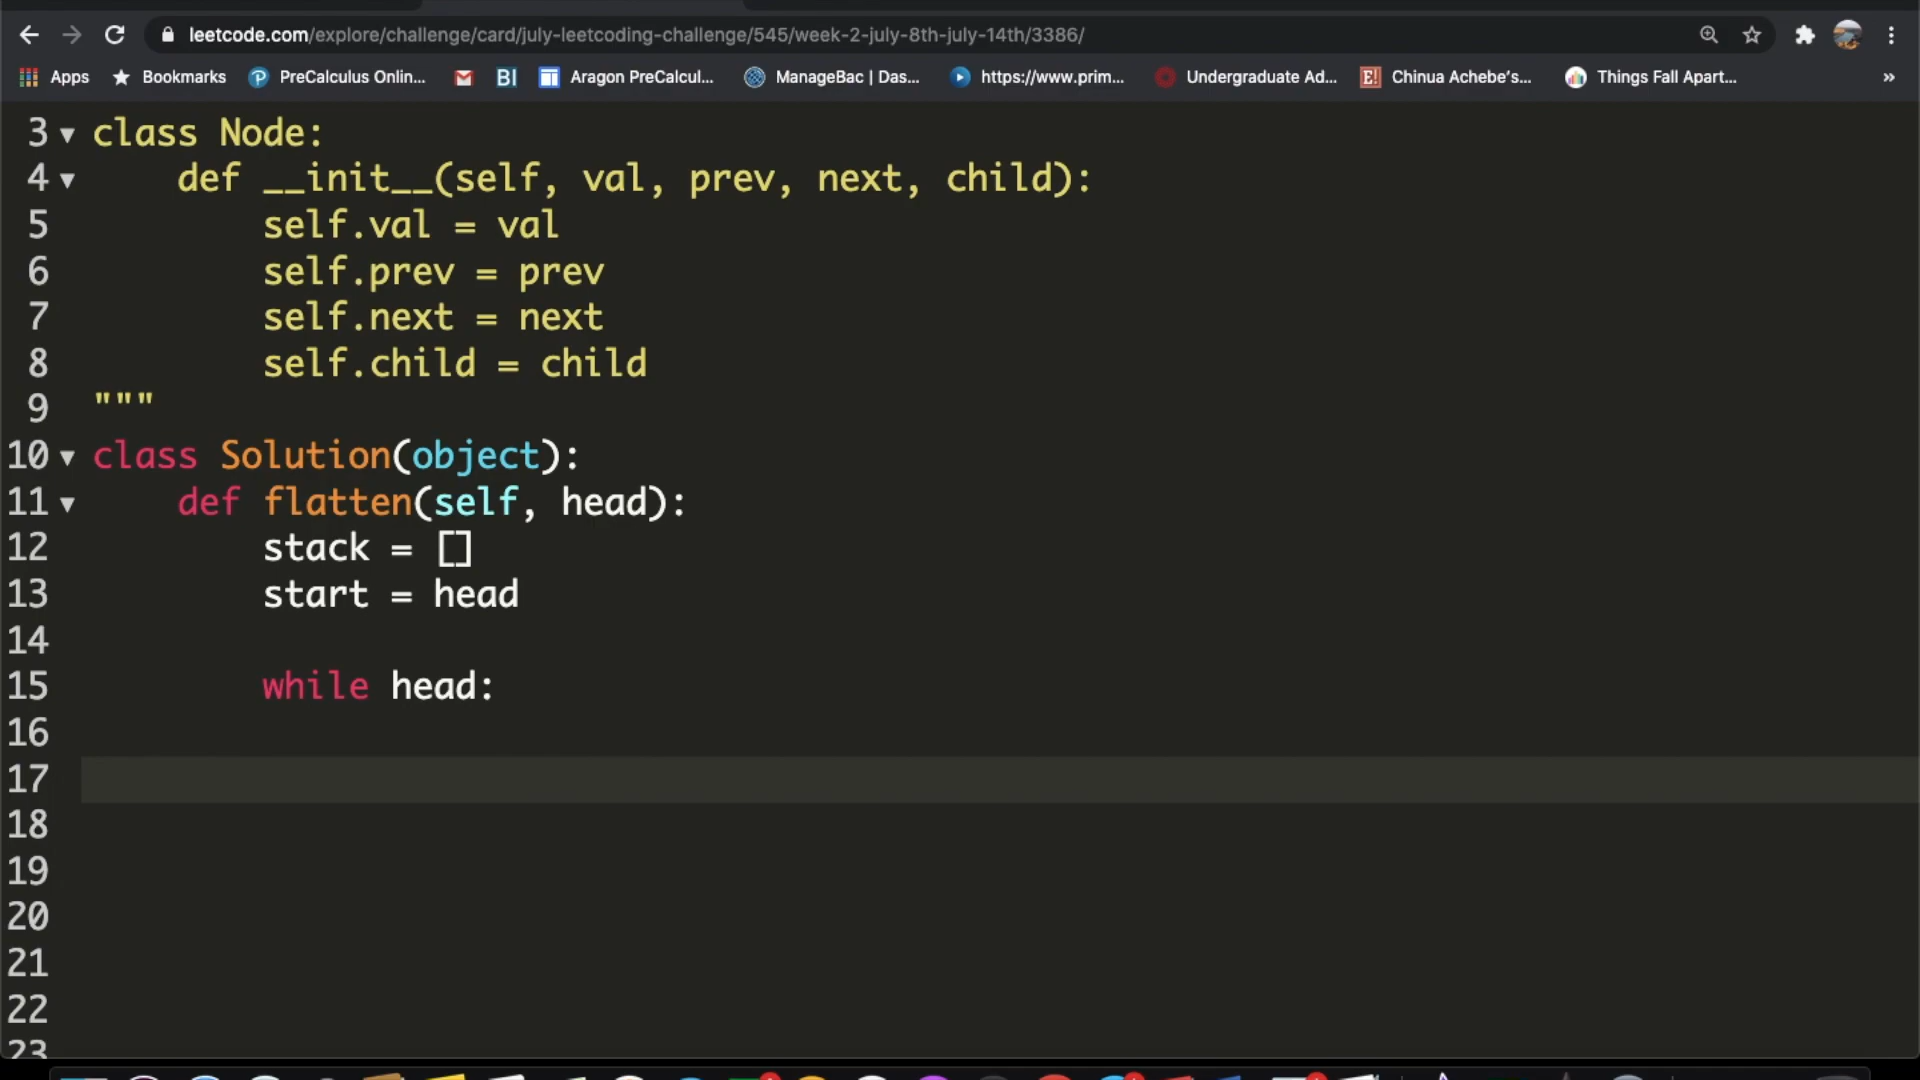 leetcode.com/explore/challenge/card/july-leetcoding-challenge/545/week-2-july-8th-july-14th/3386/
Apps Bookmarks PreCalculus Onlin... BI Aragon PreCalcul... ManageBac | Das... https://www.prim... Undergraduate Ad... E! Chinua Achebe's... Things Fall Apart... »
3 class Node:
4 def __init__(self, val, prev, next, child):
5 self.val = val
6 self.prev = prev
7 self.next = next
8 self.child = child
9 """
10 class Solution(object):
11 def flatten(self, head):
12 stack = []
13 start = head
14
15 while head:
16
17
18
19
20
21
22
23